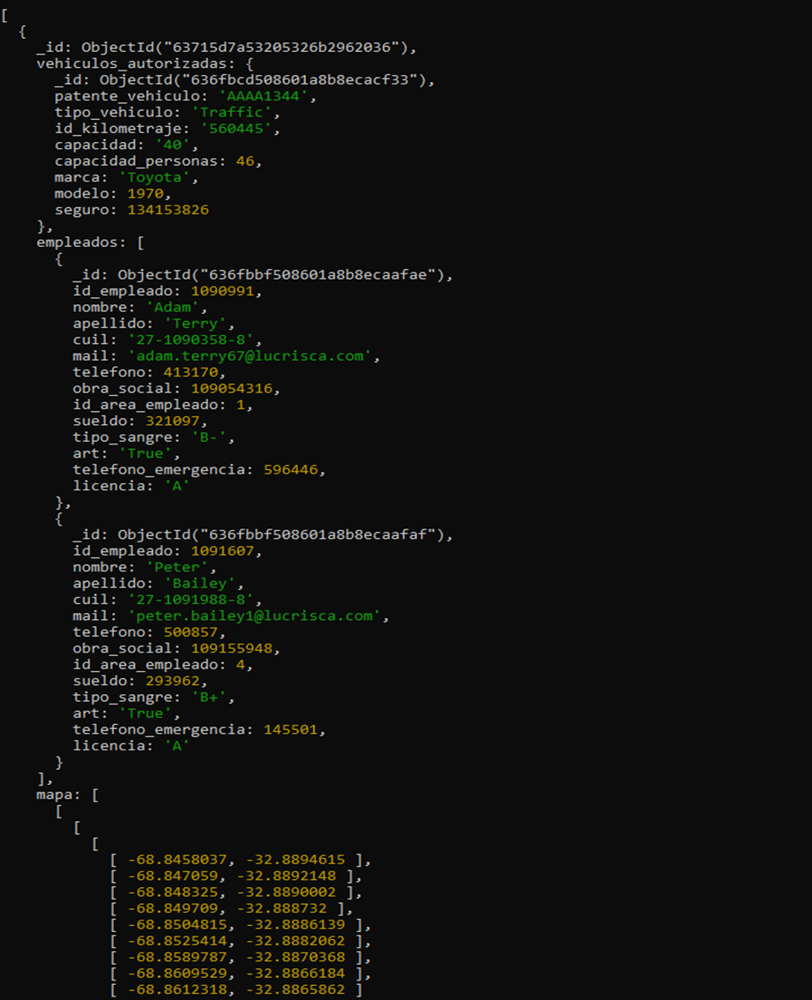 [
  {
    _id: ObjectId("63715d7a53205326b2962036"),
    vehiculos_autorizadas: {
      _id: ObjectId("636fbcd508601a8b8ecacf33"),
      patente_vehiculo: 'AAAA1344',
      tipo_vehiculo: 'Traffic',
      id_kilometraje: '560445',
      capacidad: '40',
      capacidad_personas: 46,
      marca: 'Toyota',
      modelo: 1970,
      seguro: 134153826
    },
    empleados: [
      {
        _id: ObjectId("636fbbf508601a8b8ecaafae"),
        id_empleado: 1090991,
        nombre: 'Adam',
        apellido: 'Terry',
        cuil: '27-1090358-8',
        mail: 'adam.terry67@lucrisca.com',
        telefono: 413170,
        obra_social: 109054316,
        id_area_empleado: 1,
        sueldo: 321097,
        tipo_sangre: 'B-',
        art: 'True',
        telefono_emergencia: 596446,
        licencia: 'A'
      },
      {
        _id: ObjectId("636fbbf508601a8b8ecaafaf"),
        id_empleado: 1091607,
        nombre: 'Peter',
        apellido: 'Bailey',
        cuil: '27-1091988-8',
        mail: 'peter.bailey1@lucrisca.com',
        telefono: 500857,
        obra_social: 109155948,
        id_area_empleado: 4,
        sueldo: 293962,
        tipo_sangre: 'B+',
        art: 'True',
        telefono_emergencia: 145501,
        licencia: 'A'
      }
    ],
    mapa: [
      [
        [
          [
            [ -68.8458037, -32.8894615 ],
            [ -68.847059, -32.8892148 ],
            [ -68.848325, -32.8890002 ],
            [ -68.849709, -32.888732 ],
            [ -68.8504815, -32.8886139 ],
            [ -68.8525414, -32.8882062 ],
            [ -68.8589787, -32.8870368 ],
            [ -68.8609529, -32.8866184 ],
            [ -68.8612318, -32.8865862 ]